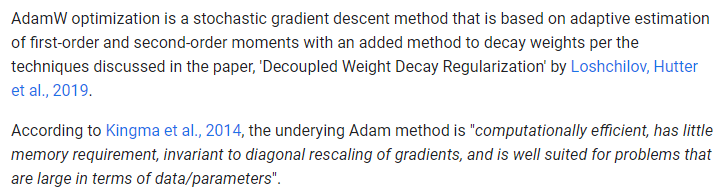 AdamW optimization is a stochastic gradient descent method that is based on adaptive estimation
of first-order and second-order moments with an added method to decay weights per the
techniques discussed in the paper, 'Decoupled Weight Decay Regularization' by Loshchilov, Hutter
et al., 2019.
According to Kingma et al., 2014, the underying Adam method is "computationally efficient, has little
memory requirement, invariant to diagonal rescaling of gradients, and is well suited for problems that
are large in terms of data/parameters".